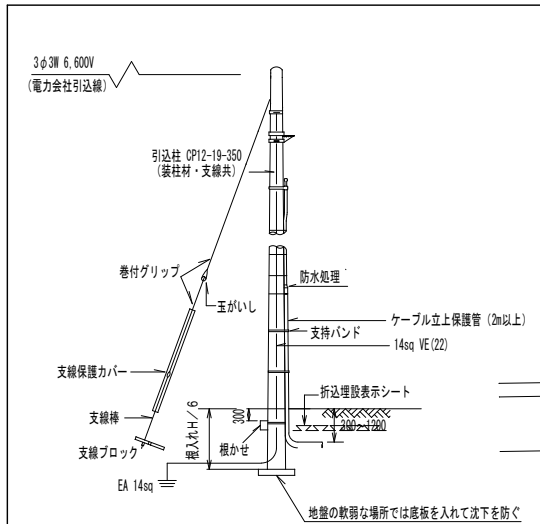 3φ3W 6,600V
(電力会社引込線)
引込柱 CP12-19-350
(装柱材・支線共)
巻付グリップ
玉がいし
防水処理
ケーブル立上保護管 (2m以上)
支持バンド
14sq VE(22)
支線保護カバー
折込埋設表示シート
支線棒
300
300~1200
根入れH/6
根かせ
支線ブロック
EA 14sq
地盤の軟弱な場所では底板を入れて沈下を防ぐ